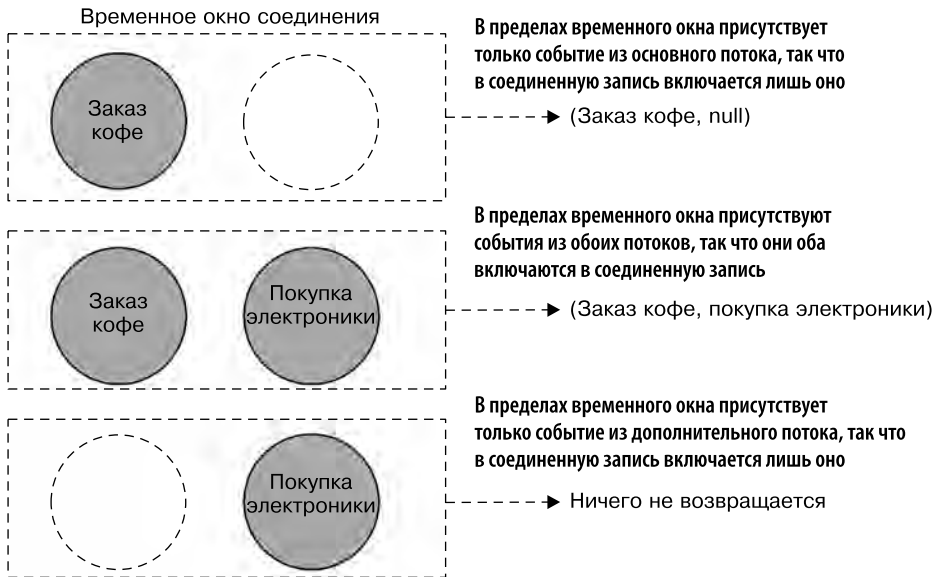 Временное окно соединения
В пределах временного окна присутствует
только событие из основного потока, так что
в соединенную запись включается лишь оно
Заказ
кофе
(Заказ кофе, null)
В пределах временного окна присутствуют
события из обоих потоков, так что они оба
включаются в соединенную запись
Заказ
кофе
Покупка
электроники
(Заказ кофе, покупка электроники)
В пределах временного окна присутствует
только событие из дополнительного потока, так что
в соединенную запись включается лишь оно
Покупка
электроники
Ничего не возвращается